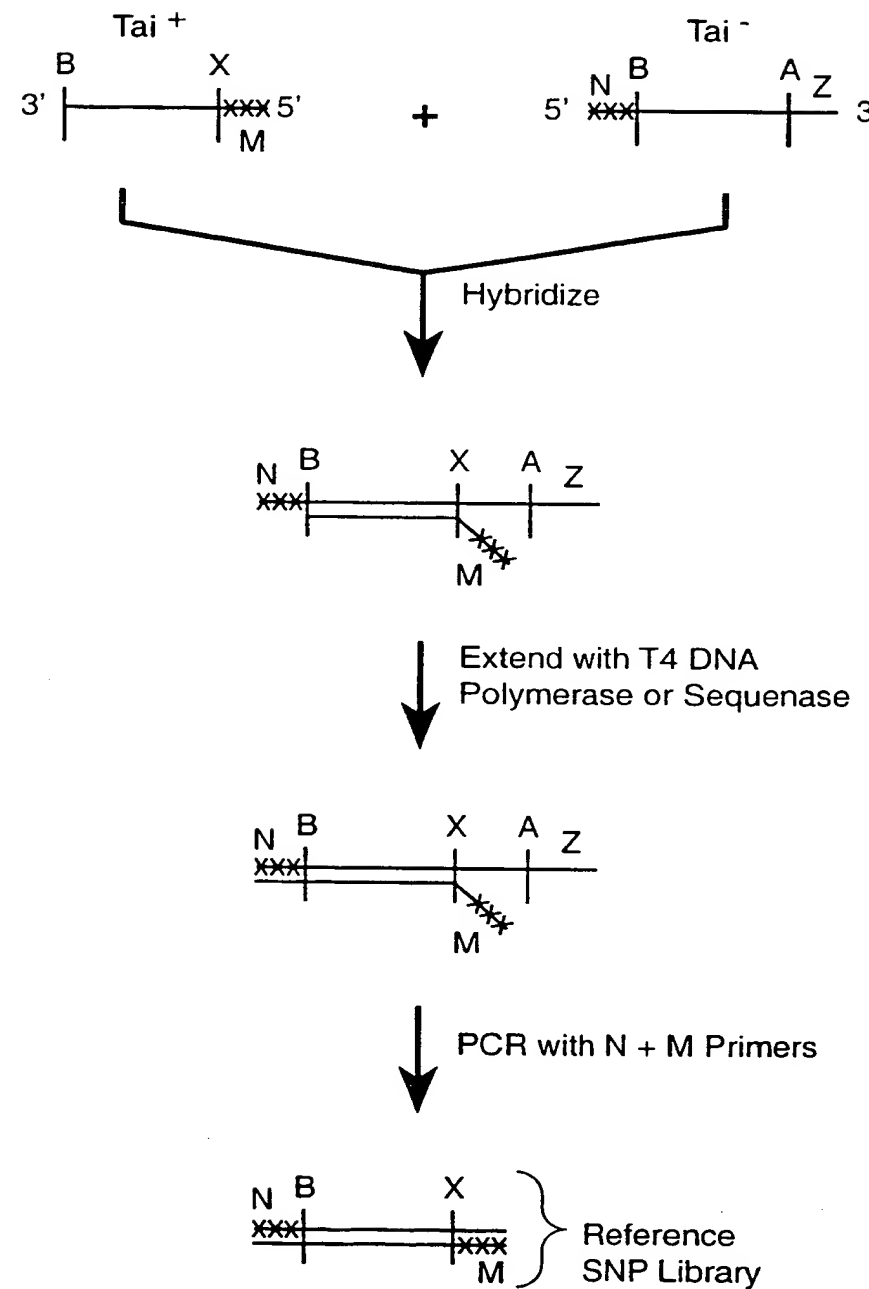 Tai +
Tai -
B X
N B A Z
3' ××× 5' + 5' ××× 3
M
Hybridize
N B X A Z
×××
×××
M
Extend with T4 DNA
Polymerase or Sequenase
N B X A Z
×××
×××
M
PCR with N + M Primers
N B X
×××
×××
M
Reference
SNP Library